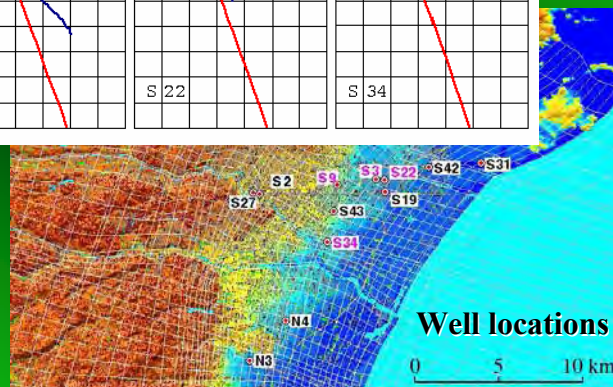 S 22
S 34
S42
S31
S3
S22
S9
S2
S27
S19
S43
S34
N4
Well locations
N3
0 5 10 km